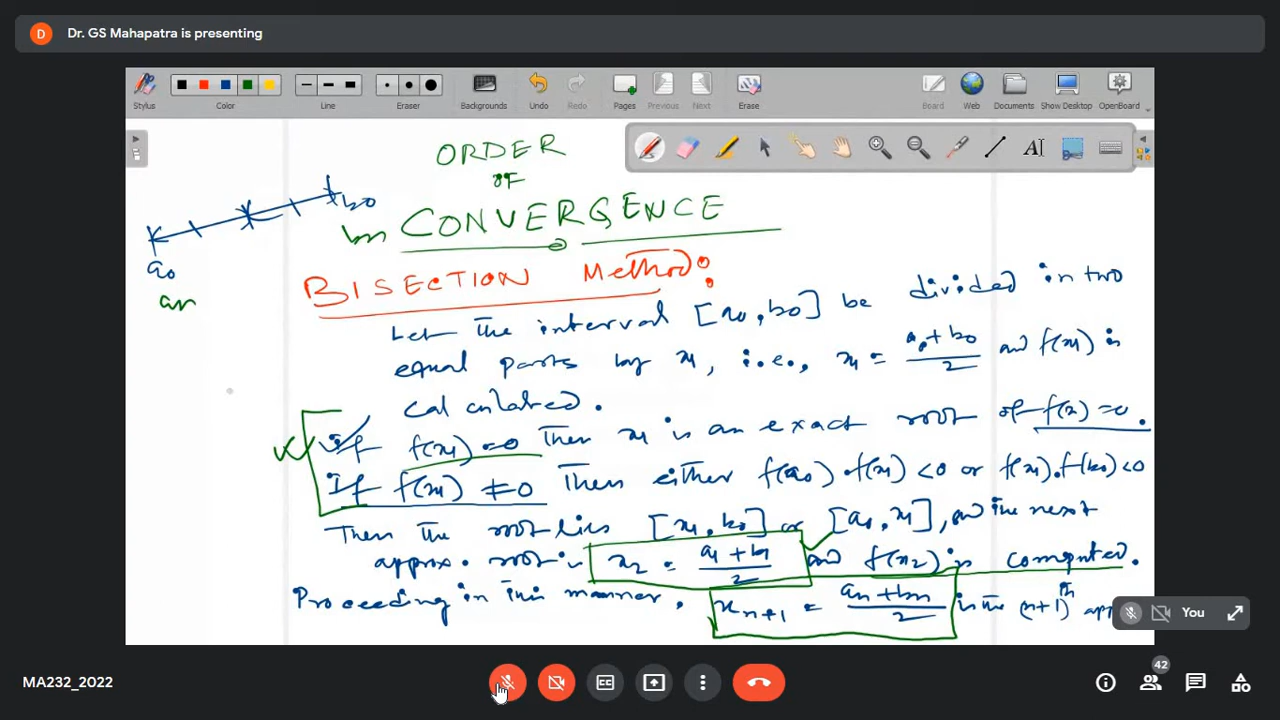 D Dr. GS Mahapatra is presenting
Stylus Color Line Eraser Backgrounds Undo Redo Pages Previous Next Erase Board Web Documents Show Desktop OpenBoard
ORDER
OF
CONVERGENCE
a0 b0
an bn
BISECTION Method:
Let the interval [a0, b0] be divided in two
equal parts by x1, i.e., x1 = a0 + b0 / 2 and f(x1) is
calculated.
If f(x1) = 0 Then x1 is an exact root of f(x) = 0.
If f(x1) ≠ 0 Then either f(a0).f(x1) < 0 or f(x1).f(b0) < 0
Then the root lies [x1, b0] or [a0, x1], and the next
approx. root is x2 = a1 + b1 / 2 and f(x2) is computed.
Proceeding in this manner, xn+1 = an + bn / 2 is the (n+1)th app
You
MA232_2022
42